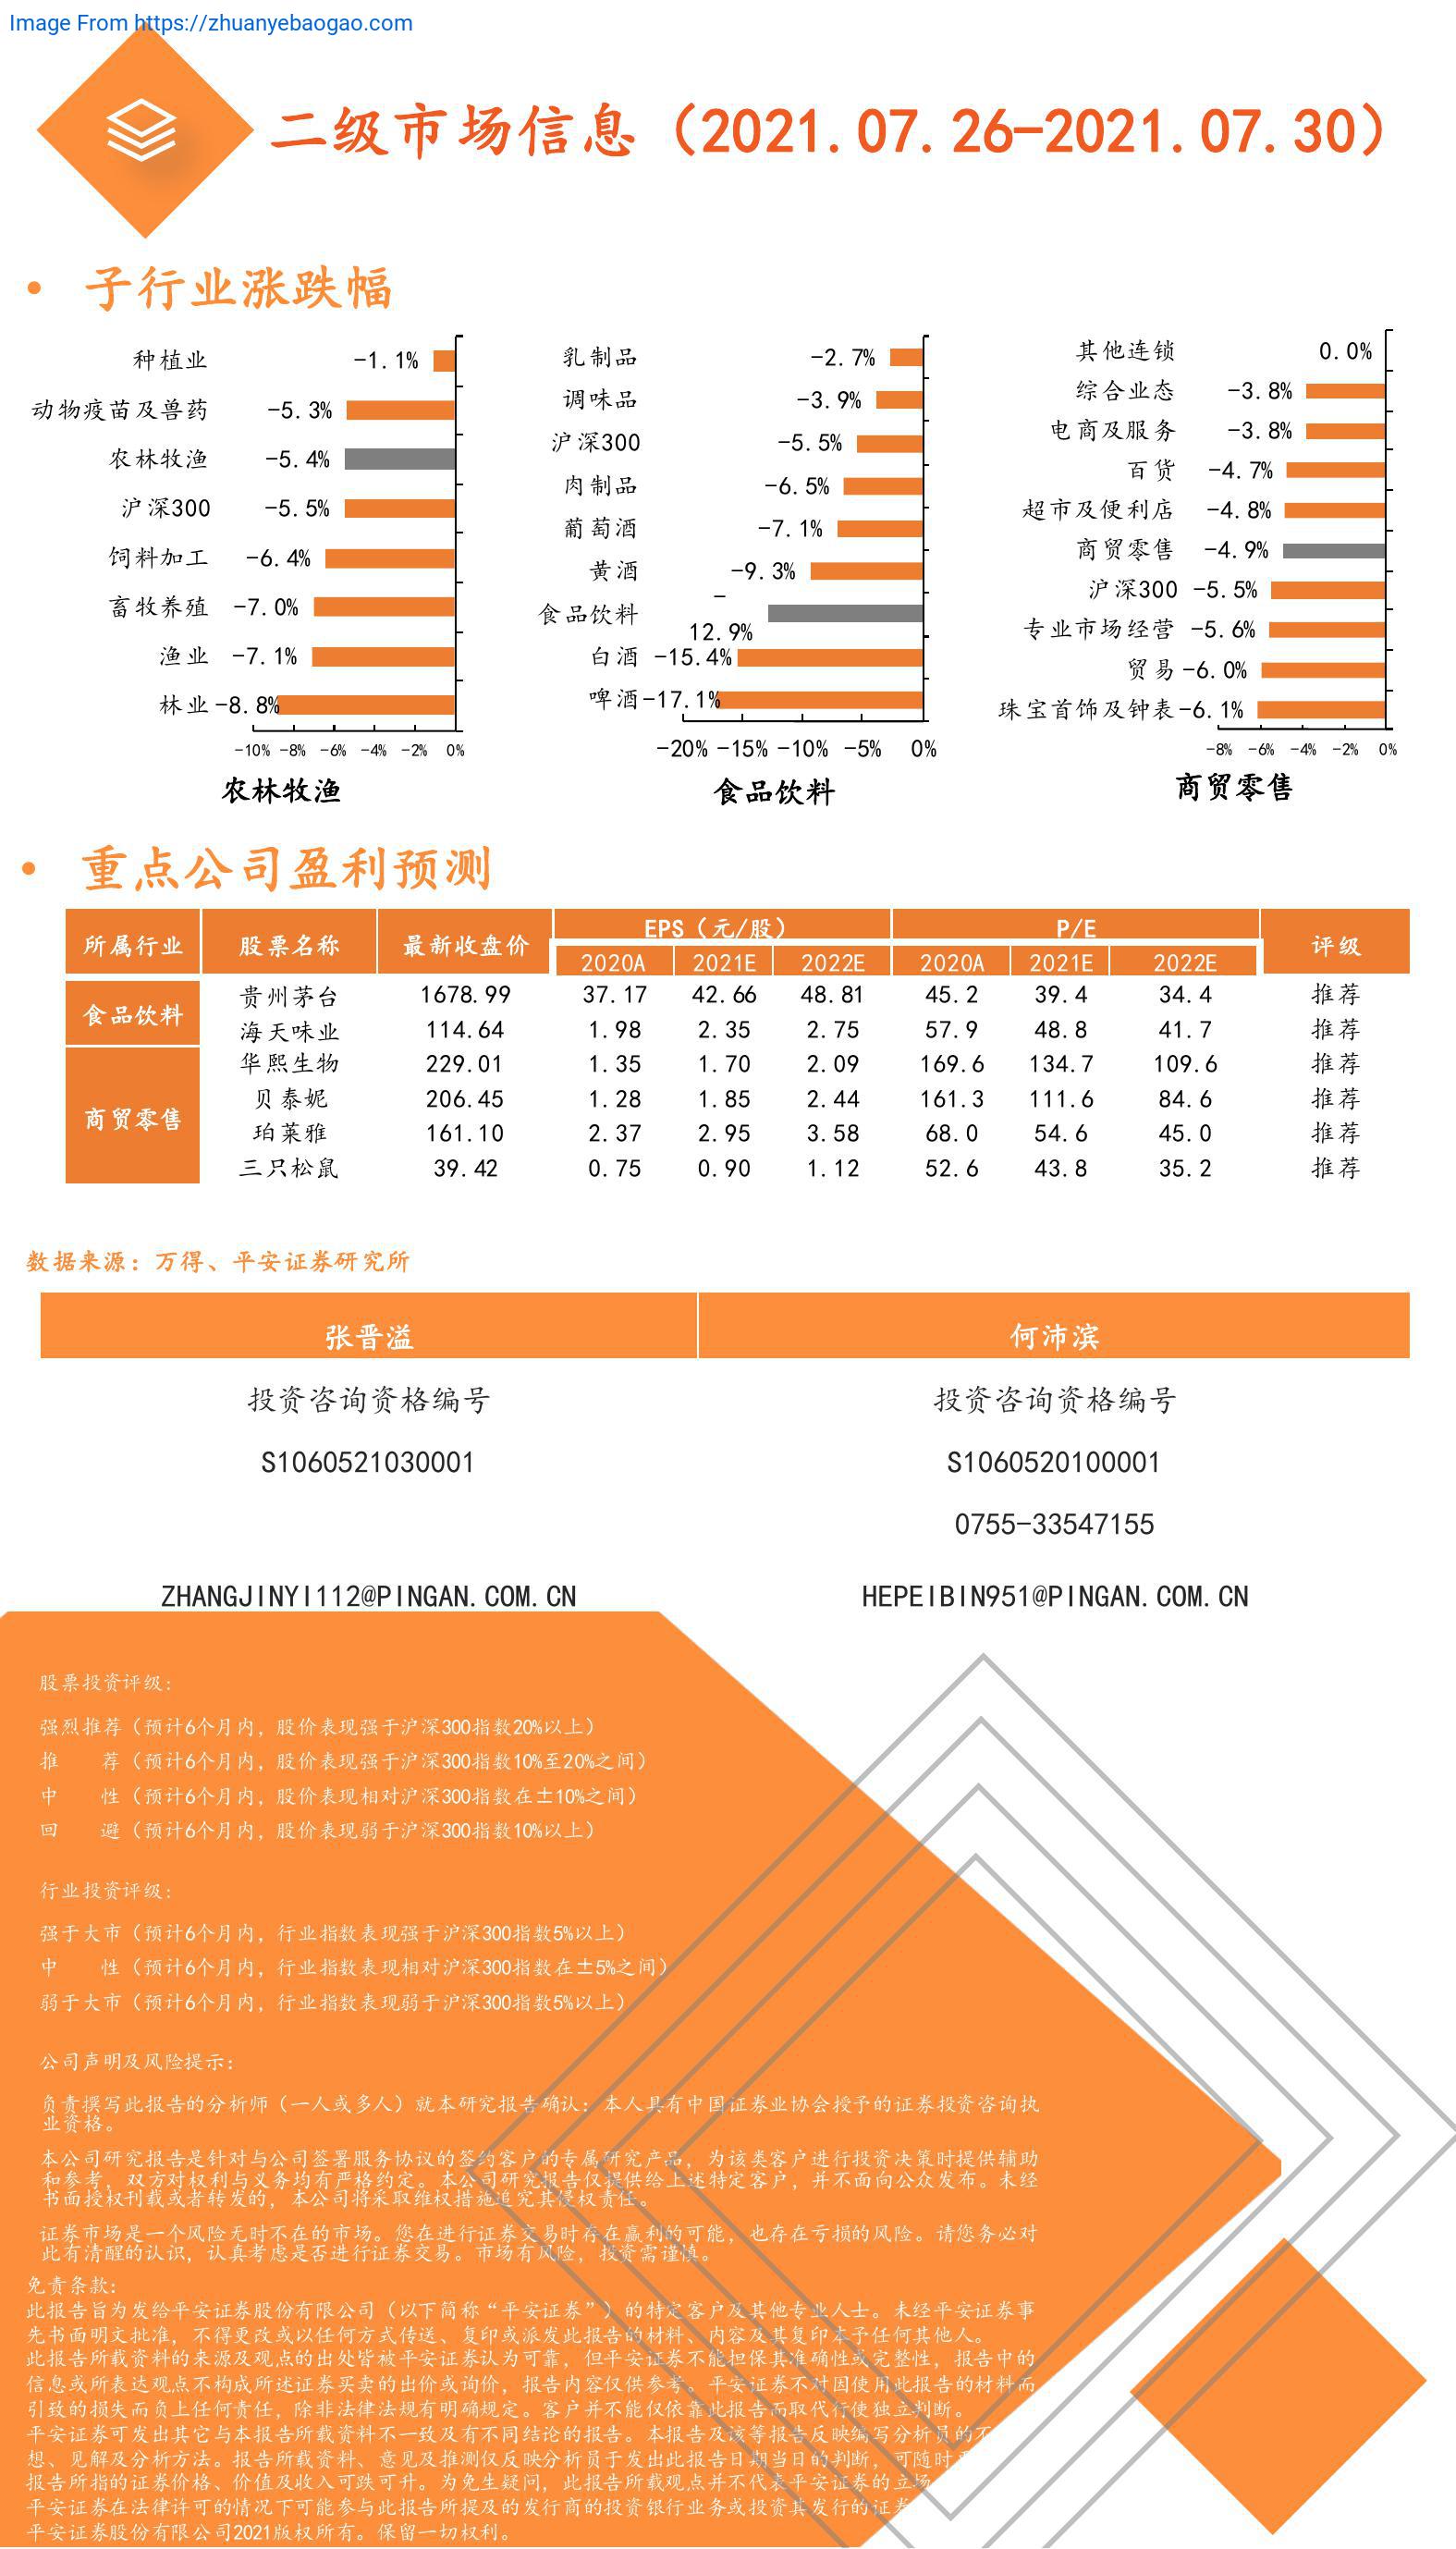 Image From https://zhuanyebaogao.com
二级市场信息（2021.07.26-2021.07.30）
• 子行业涨跌幅
种植业 -1.1%
动物疫苗及兽药 -5.3%
农林牧渔 -5.4%
沪深300 -5.5%
饲料加工 -6.4%
畜牧养殖 -7.0%
渔业 -7.1%
林业 -8.8%
-10% -8% -6% -4% -2% 0%
农林牧渔
乳制品 -2.7%
调味品 -3.9%
沪深300 -5.5%
肉制品 -6.5%
葡萄酒 -7.1%
黄酒 -9.3%
食品饮料 -12.9%
白酒 -15.4%
啤酒 -17.1%
-20% -15% -10% -5% 0%
食品饮料
其他连锁 0.0%
综合业态 -3.8%
电商及服务 -3.8%
百货 -4.7%
超市及便利店 -4.8%
商贸零售 -4.9%
沪深300 -5.5%
专业市场经营 -5.6%
贸易 -6.0%
珠宝首饰及钟表 -6.1%
-8% -6% -4% -2% 0%
商贸零售
• 重点公司盈利预测
所属行业 股票名称 最新收盘价 EPS（元/股） P/E 评级
2020A 2021E 2022E 2020A 2021E 2022E
食品饮料
贵州茅台 1678.99 37.17 42.66 48.81 45.2 39.4 34.4 推荐
海天味业 114.64 1.98 2.35 2.75 57.9 48.8 41.7 推荐
商贸零售
华熙生物 229.01 1.35 1.70 2.09 169.6 134.7 109.6 推荐
贝泰妮 206.45 1.28 1.85 2.44 161.3 111.6 84.6 推荐
珀莱雅 161.10 2.37 2.95 3.58 68.0 54.6 45.0 推荐
三只松鼠 39.42 0.75 0.90 1.12 52.6 43.8 35.2 推荐
数据来源：万得、平安证券研究所
张晋溢 何沛滨
投资咨询资格编号 投资咨询资格编号
S1060521030001 S1060520100001
0755-33547155
ZHANGJINYI112@PINGAN.COM.CN HEPEIBIN951@PINGAN.COM.CN
股票投资评级：
强烈推荐（预计6个月内，股价表现强于沪深300指数20%以上）
推 荐（预计6个月内，股价表现强于沪深300指数10%至20%之间）
中 性（预计6个月内，股价表现相对沪深300指数在±10%之间）
回 避（预计6个月内，股价表现弱于沪深300指数10%以上）
行业投资评级：
强于大市（预计6个月内，行业指数表现强于沪深300指数5%以上）
中 性（预计6个月内，行业指数表现相对沪深300指数在±5%之间）
弱于大市（预计6个月内，行业指数表现弱于沪深300指数5%以上）
公司声明及风险提示：
负责撰写此报告的分析师（一人或多人）就本研究报告确认：本人具有中国证券业协会授予的证券投资咨询执
业资格。
本公司研究报告是针对与公司签署服务协议的签约客户的专属研究产品，为该类客户进行投资决策时提供辅助
和参考，双方对权利与义务均有严格约定。本公司研究报告仅提供给上述特定客户，并不面向公众发布。未经
书面授权刊载或者转发的，本公司将采取维权措施追究其侵权责任。
证券市场是一个风险无时不在的市场。您在进行证券交易时存在赢利的可能，也存在亏损的风险。请您务必对
此有清醒的认识，认真考虑是否进行证券交易。市场有风险，投资需谨慎。
免责条款：
此报告旨为发给平安证券股份有限公司（以下简称“平安证券”）的特定客户及其他专业人士。未经平安证券事
先书面明文批准，不得更改或以任何方式传送、复印或派发此报告的材料、内容及其复印本予任何其他人。
此报告所载资料的来源及观点的出处皆被平安证券认为可靠，但平安证券不能担保其准确性或完整性，报告中的
信息或所表达观点不构成所述证券买卖的出价或询价，报告内容仅供参考。平安证券不对因使用此报告的材料而
引致的损失而负上任何责任，除非法律法规有明确规定。客户并不能仅依靠此报告而取代行使独立判断。
平安证券可发出其它与本报告所载资料不一致及有不同结论的报告。本报告及该等报告反映编写分析员的不
想、见解及分析方法。报告所载资料、意见及推测仅反映分析员于发出此报告日期当日的判断，可随时
报告所指的证券价格、价值及收入可跌可升。为免生疑问，此报告所载观点并不代表平安证券的立场
平安证券在法律许可的情况下可能参与此报告所提及的发行商的投资银行业务或投资其发行的证券
平安证券股份有限公司2021版权所有。保留一切权利。